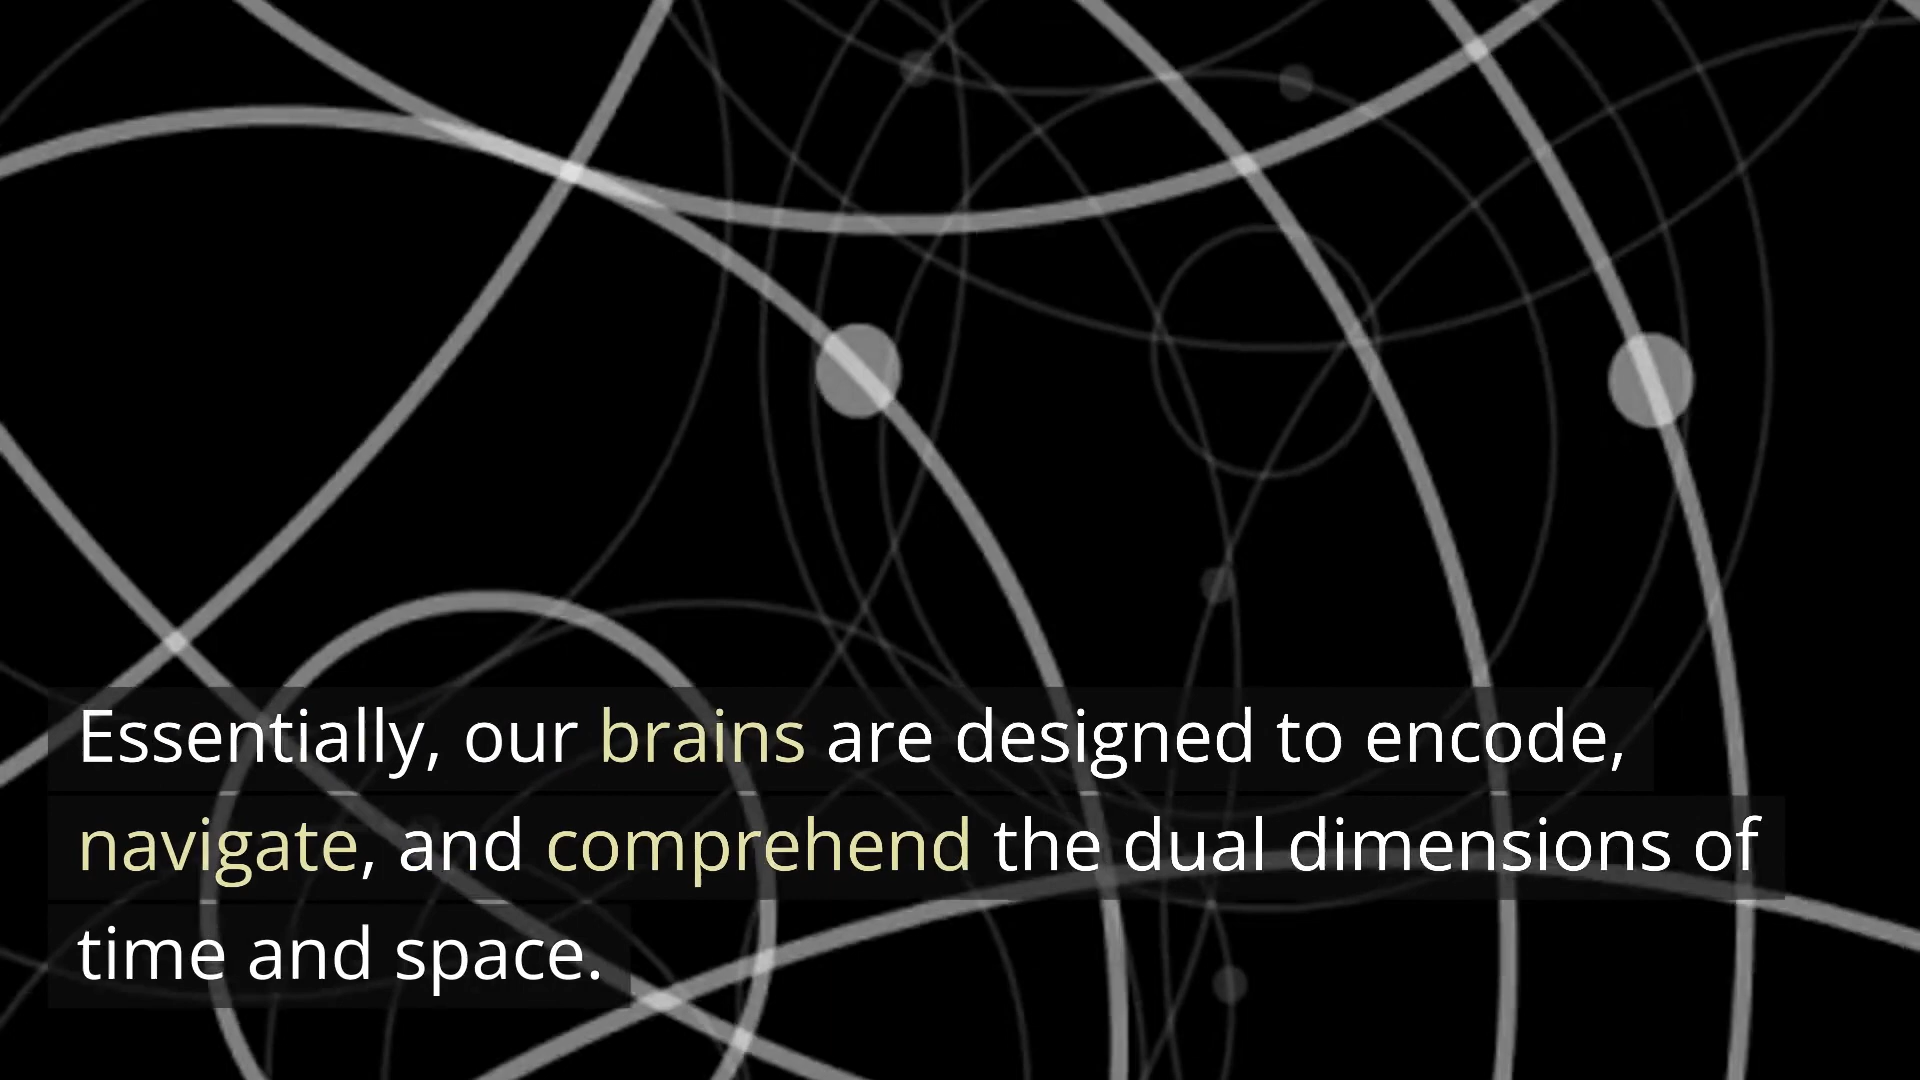 Essentially, our brains are designed to encode,
navigate, and comprehend the dual dimensions of
time and space.